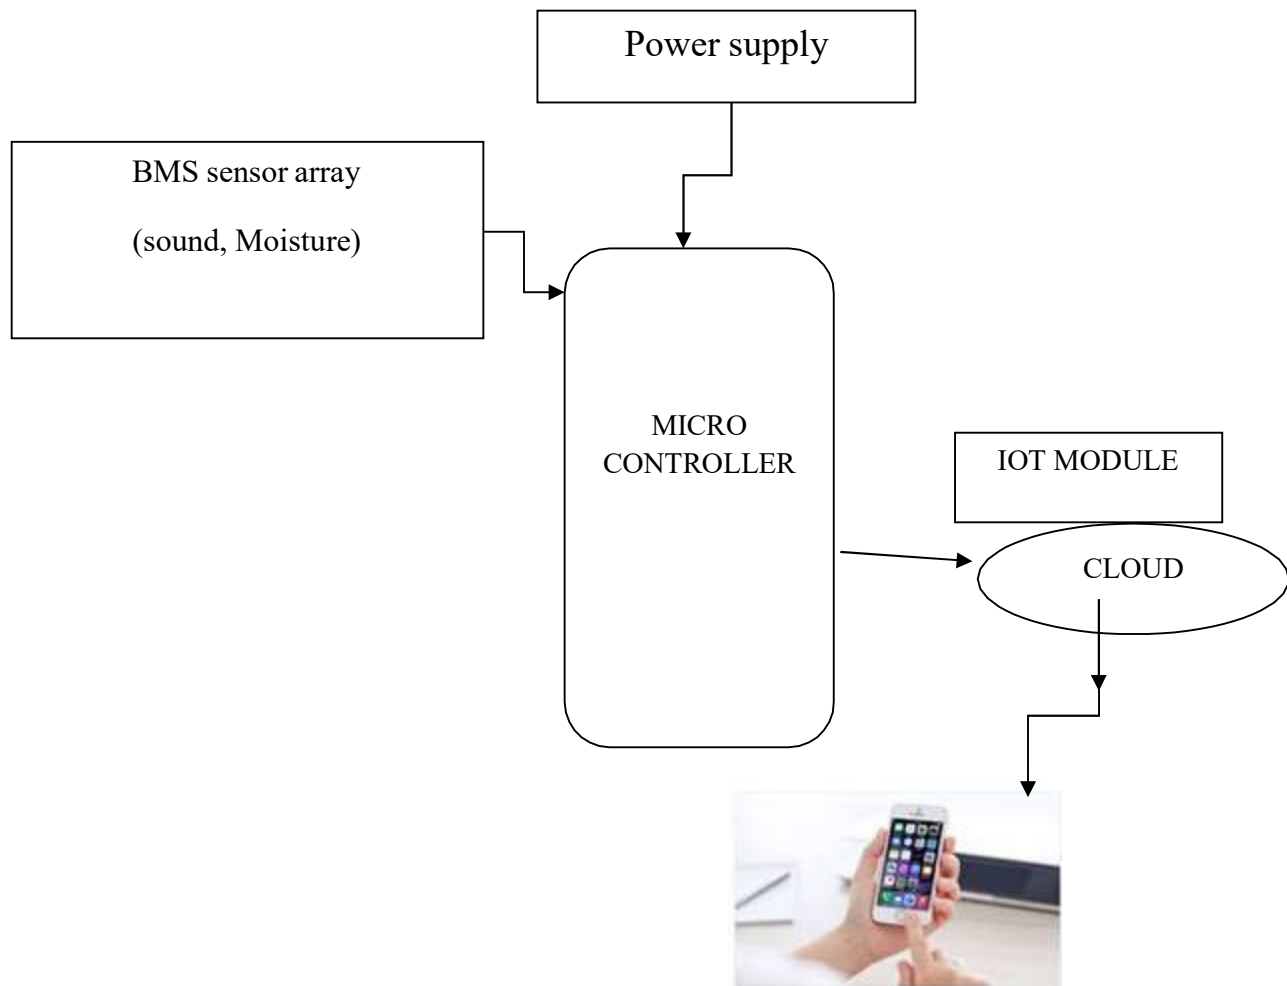 Power supply
BMS sensor array
(sound, Moisture)
MICRO
CONTROLLER
IOT MODULE
CLOUD